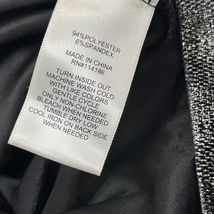 94%POLYESTER
6%SPANDEX
MADE IN CHINA
RN#114186
TURN INSIDE OUT
MACHINE WASH COLD
WITH LIKE COLORS
GENTLE CYCLE
ONLY NON-CHLORINE
BLEACH WHEN NEEDED
TUMBLE DRY LOW
COOL IRON ON BACK SIDE
WHEN NEEDED